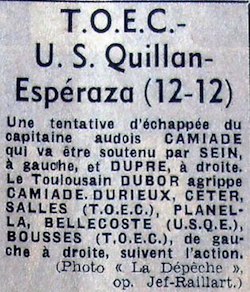 T.O.E.C.-
U. S. Quillan-
Espéraza (12-12)
Une tentative d'échappée du
capitaine audois CAMIADE
qui va être soutenu par SEIN,
à gauche, et DUPRE, à droite.
Le Toulousain DUBOR agrippe
CAMIADE. DURIEUX, CETER,
SALLES (T.O.E.C.), PLANEL-
LA, BELLECOSTE (U.S.Q.E.),
BOUSSES (T.O.E.C.), de gau-
che à droite, suivent l'action.
(Photo « La Dépêche »,
op. Jef-Raillart.)